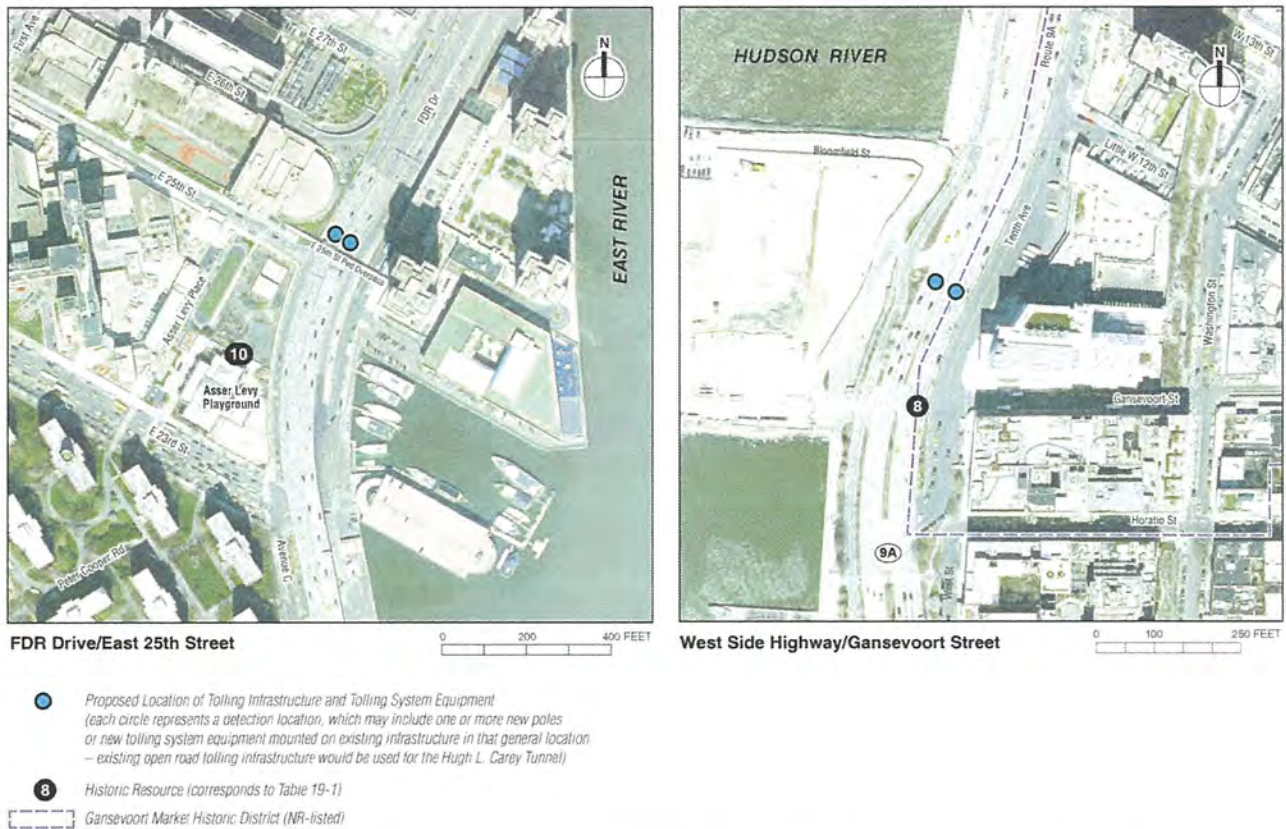 First Ave
E 27th St
E 26th St
FDR Dr
N
E 25th St
E 25th St Ped Overpass
EAST RIVER
Asser Levy Place
10
Asser Levy
Playground
E 23rd St
Peter Cooper Rd
Avenue C
FDR Drive/East 25th Street
0 200 400 FEET
HUDSON RIVER
Route 9A
W 13th St
N
Bloomfield St
Little W 12th St
Tenth Ave
Washington St
8
Gansevoort St
Horatio St
9A
West St
West Side Highway/Gansevoort Street
0 100 250 FEET
Proposed Location of Tolling Infrastructure and Tolling System Equipment
(each circle represents a detection location, which may include one or more new poles
or new tolling system equipment mounted on existing infrastructure in that general location
– existing open road tolling infrastructure would be used for the Hugh L. Carey Tunnel)
8 Historic Resource (corresponds to Table 19-1)
Gansevoort Market Historic District (NR-listed)